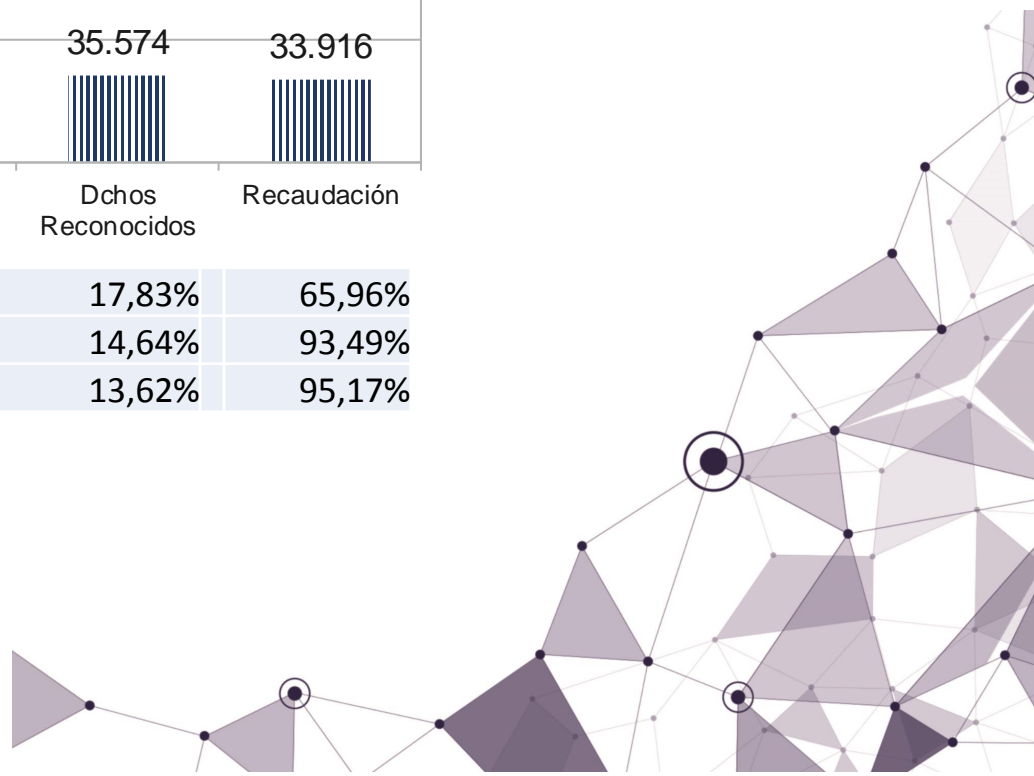 35.574 33.916
Dchos Recaudación
Reconocidos
17,83% 65,96%
14,64% 93,49%
13,62% 95,17%